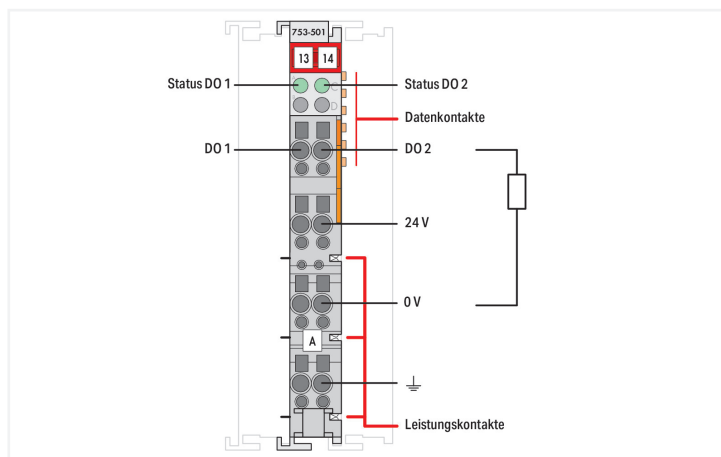 753-501
13 14
Status DO 1
Status DO 2
C
D
Datenkontakte
DO 1
DO 2
24 V
0 V
A
Leistungskontakte